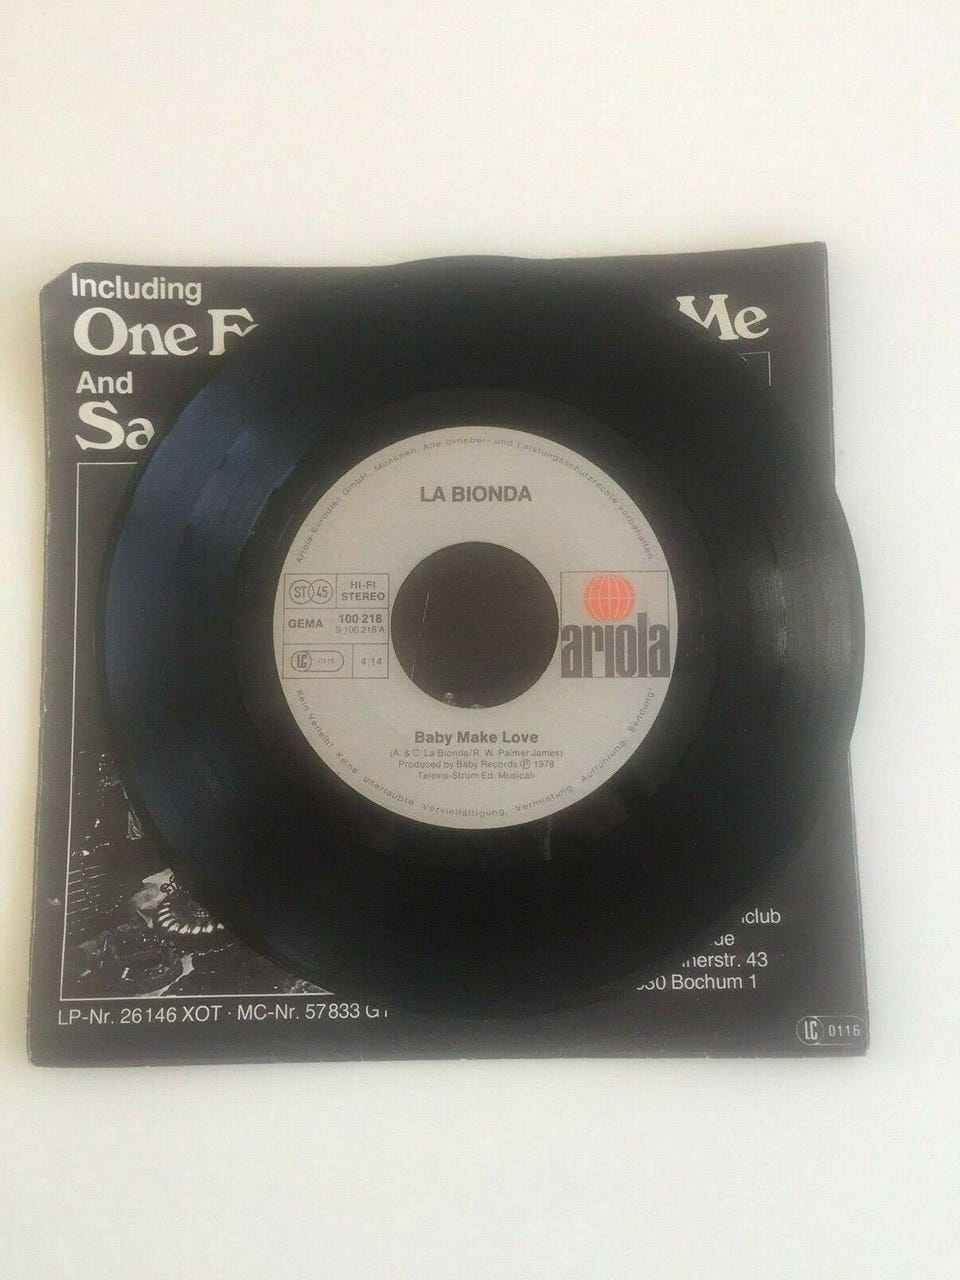 Including
One F
Me
And
Sa
Ariola-Eurodisc GmbH., München. Alle Urheber- und Leistungsschutzrechte vorbehalten
LA BIONDA
ST 45
HI-FI
STEREO
GEMA
100 218
S 100 218 A
LC 0116
4:14
ariola
Baby Make Love
(A. & C. La Bionda/R. W. Palmer James)
Produced by Baby Records Ⓟ 1978
Televis-Strum Ed. Musicali
Kein Verleih! Keine unerlaubte Vervielfältigung, Vermietung, Aufführung, Sendung!
club
ue
nerstr. 43
30 Bochum 1
LP-Nr. 26146 XOT · MC-Nr. 57833
LC 0116